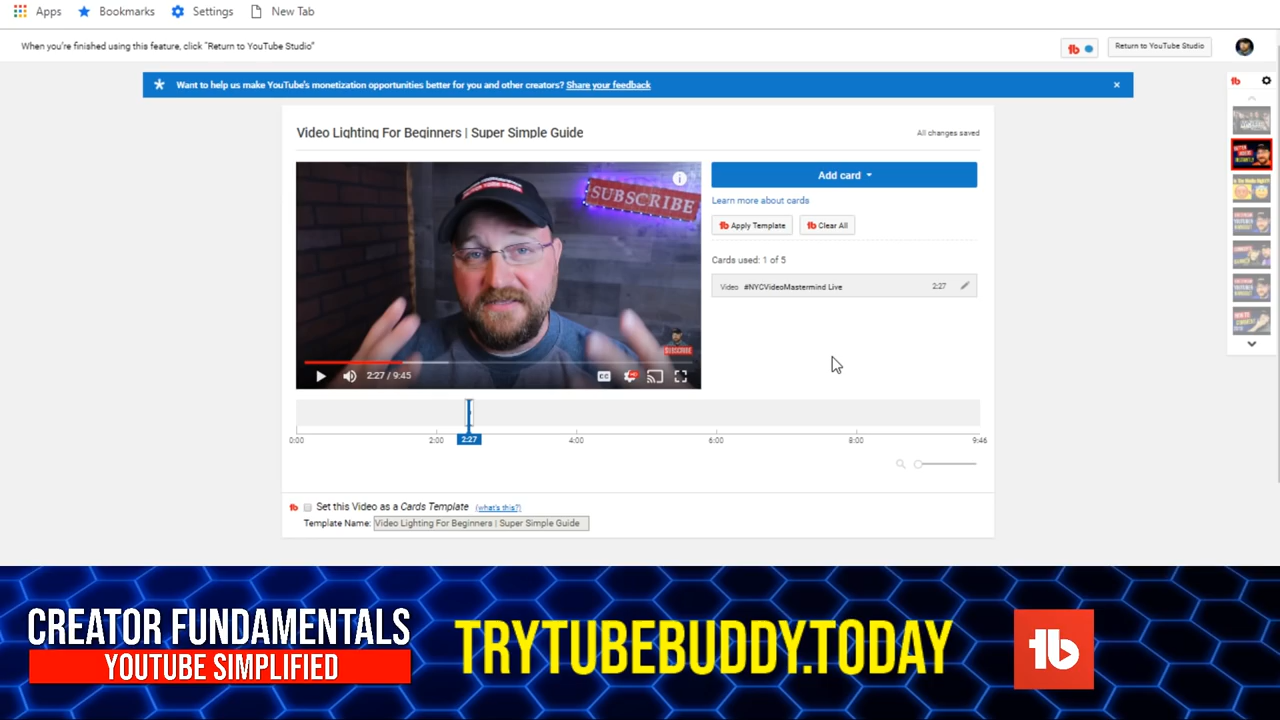 Apps Bookmarks Settings New Tab
When you're finished using this feature, click "Return to YouTube Studio"
Return to YouTube Studio
Want to help us make YouTube's monetization opportunities better for you and other creators? Share your feedback
Video Lighting For Beginners | Super Simple Guide
All changes saved
SUBSCRIBE
SUBSCRIBE
2:27 / 9:45
CC
HD
Add card
Learn more about cards
Apply Template
Clear All
Cards used: 1 of 5
Video #NYCVideoMastermind Live 2:27
0:00 2:00 2:27 4:00 6:00 8:00 9:46
Set this Video as a Cards Template (what's this?)
Template Name: Video Lighting For Beginners | Super Simple Guide
CREATOR FUNDAMENTALS
YOUTUBE SIMPLIFIED
TRYTUBEBUDDY.TODAY
tb